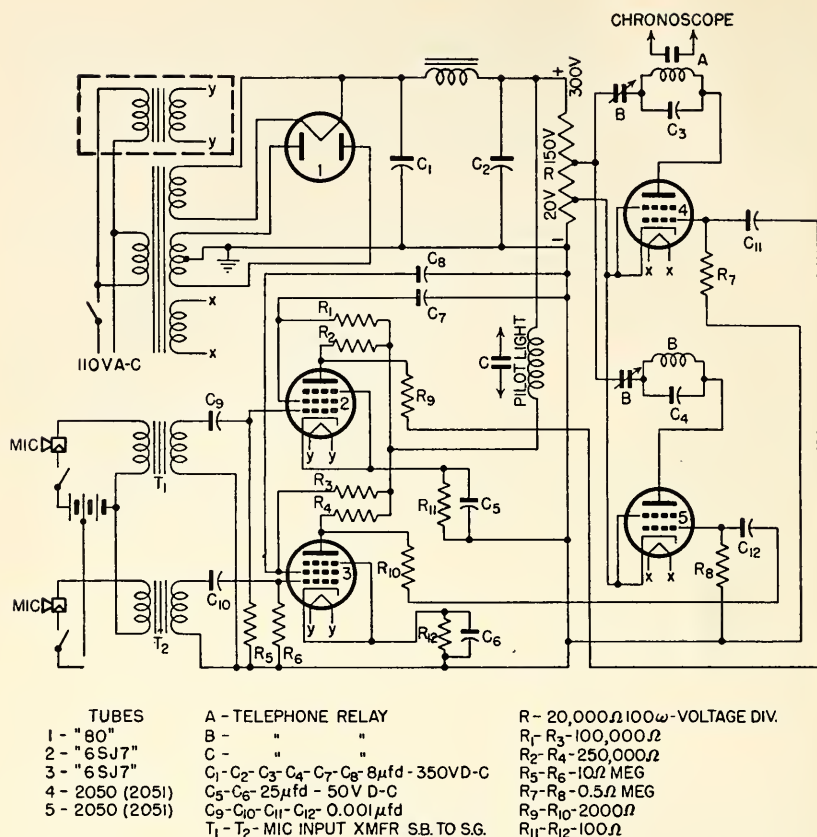 CHRONOSCOPE
A
B
C₃
+
300V
R
150V
20V
−
y
y
1
C₁
C₂
4
C₁₁
R₇
x x
x
x
110V A-C
C₈
C₇
R₁
R₂
2
R₉
C
PILOT LIGHT
B
B
C₄
MIC
C₉
T₁
y y
R₃
R₄
R₁₁
C₅
5
C₁₂
R₈
x x
MIC
C₁₀
T₂
3
R₁₀
y y
R₅
R₆
R₁₂
C₆
TUBES
1 - "80"
2 - "6SJ7"
3 - "6SJ7"
4 - 2050 (2051)
5 - 2050 (2051)
A - TELEPHONE RELAY
B - " "
C - " "
C₁-C₂-C₃-C₄-C₇-C₈-8µfd-350VD-C
C₅-C₆-25µfd-50V D-C
C₉-C₁₀-C₁₁-C₁₂-0.001µfd
T₁-T₂-MIC INPUT XMFR S.B. TO S.G.
R-20,000Ω100ω-VOLTAGE DIV.
R₁-R₃-100,000Ω
R₂-R₄-250,000Ω
R₅-R₆-10Ω MEG
R₇-R₈-0.5Ω MEG
R₉-R₁₀-2000Ω
R₁₁-R₁₂-100Ω